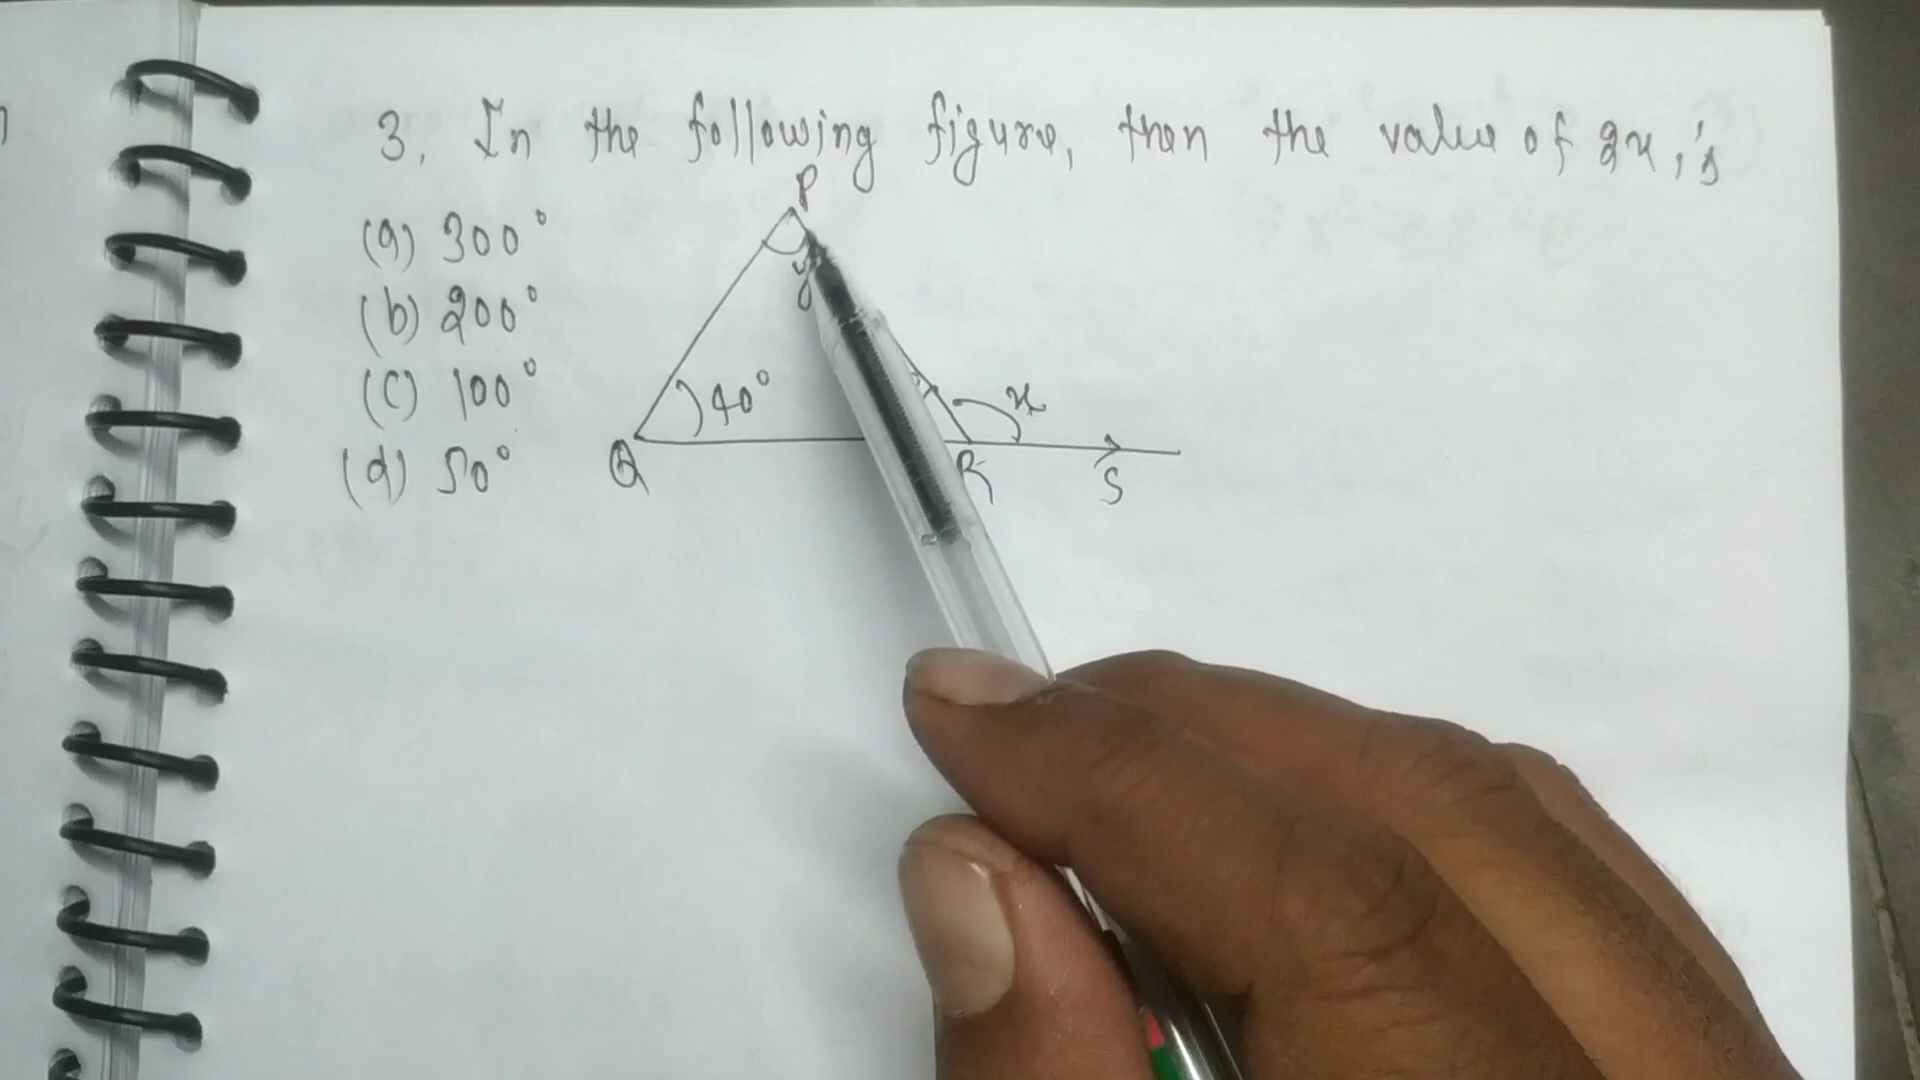 3. In the following figure, then the value of 2x is
P
(a) 300°
y
(b) 200°
(c) 100°
40°
x
(d) 50°
Q
R
S